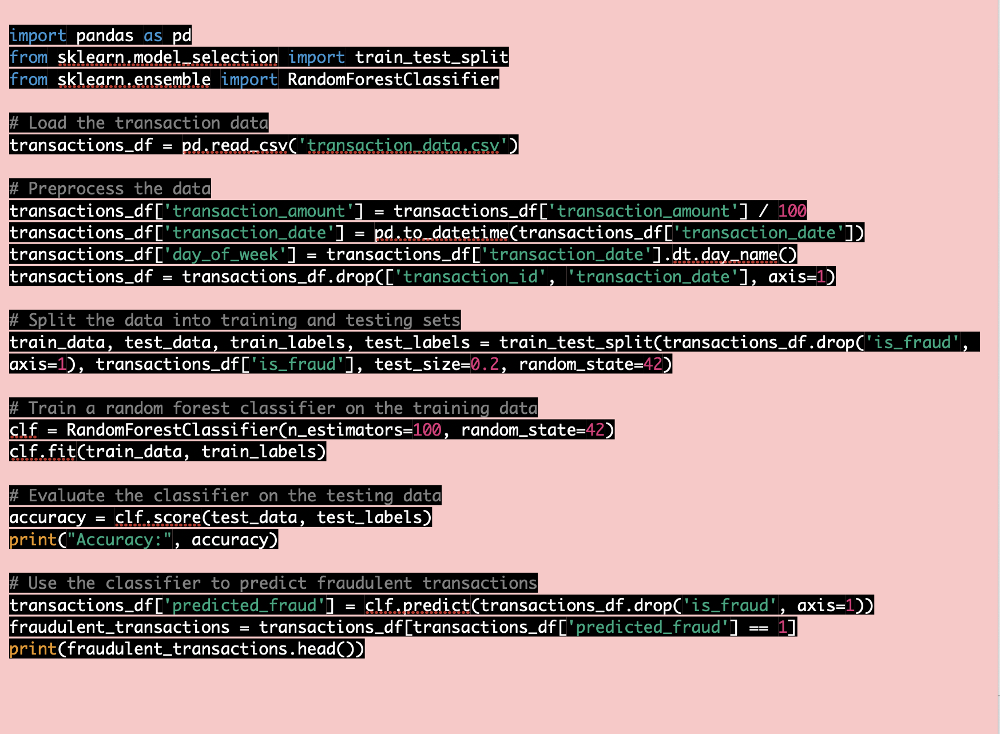 import pandas as pd
from sklearn.model_selection import train_test_split
from sklearn.ensemble import RandomForestClassifier
# Load the transaction data
transactions_df = pd.read_csv('transaction_data.csv')
# Preprocess the data
transactions_df['transaction_amount'] = transactions_df['transaction_amount'] / 100
transactions_df['transaction_date'] = pd.to_datetime(transactions_df['transaction_date'])
transactions_df['day_of_week'] = transactions_df['transaction_date'].dt.day_name()
transactions_df = transactions_df.drop(['transaction_id', 'transaction_date'], axis=1)
# Split the data into training and testing sets
train_data, test_data, train_labels, test_labels = train_test_split(transactions_df.drop('is_fraud',
axis=1), transactions_df['is_fraud'], test_size=0.2, random_state=42)
# Train a random forest classifier on the training data
clf = RandomForestClassifier(n_estimators=100, random_state=42)
clf.fit(train_data, train_labels)
# Evaluate the classifier on the testing data
accuracy = clf.score(test_data, test_labels)
print("Accuracy:", accuracy)
# Use the classifier to predict fraudulent transactions
transactions_df['predicted_fraud'] = clf.predict(transactions_df.drop('is_fraud', axis=1))
fraudulent_transactions = transactions_df[transactions_df['predicted_fraud'] == 1]
print(fraudulent_transactions.head())